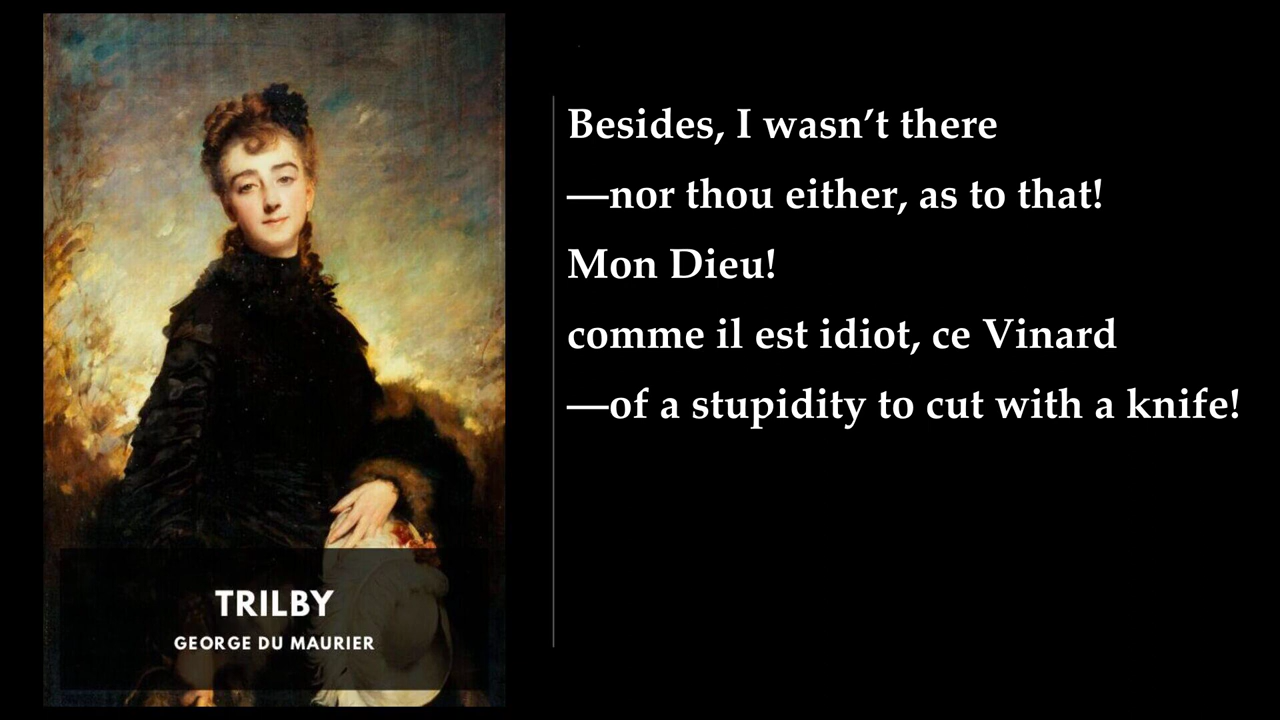 Besides, I wasn’t there
—nor thou either, as to that!
Mon Dieu!
comme il est idiot, ce Vinard
—of a stupidity to cut with a knife!
TRILBY
GEORGE DU MAURIER